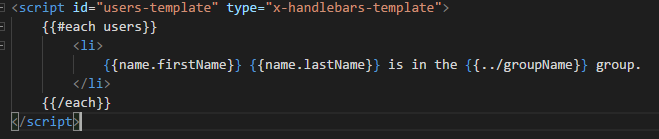 <script id="users-template" type="x-handlebars-template">
    {{#each users}}
        <li>
            {{name.firstName}} {{name.lastName}} is in the {{../groupName}} group.
        </li>
    {{/each}}
</script>